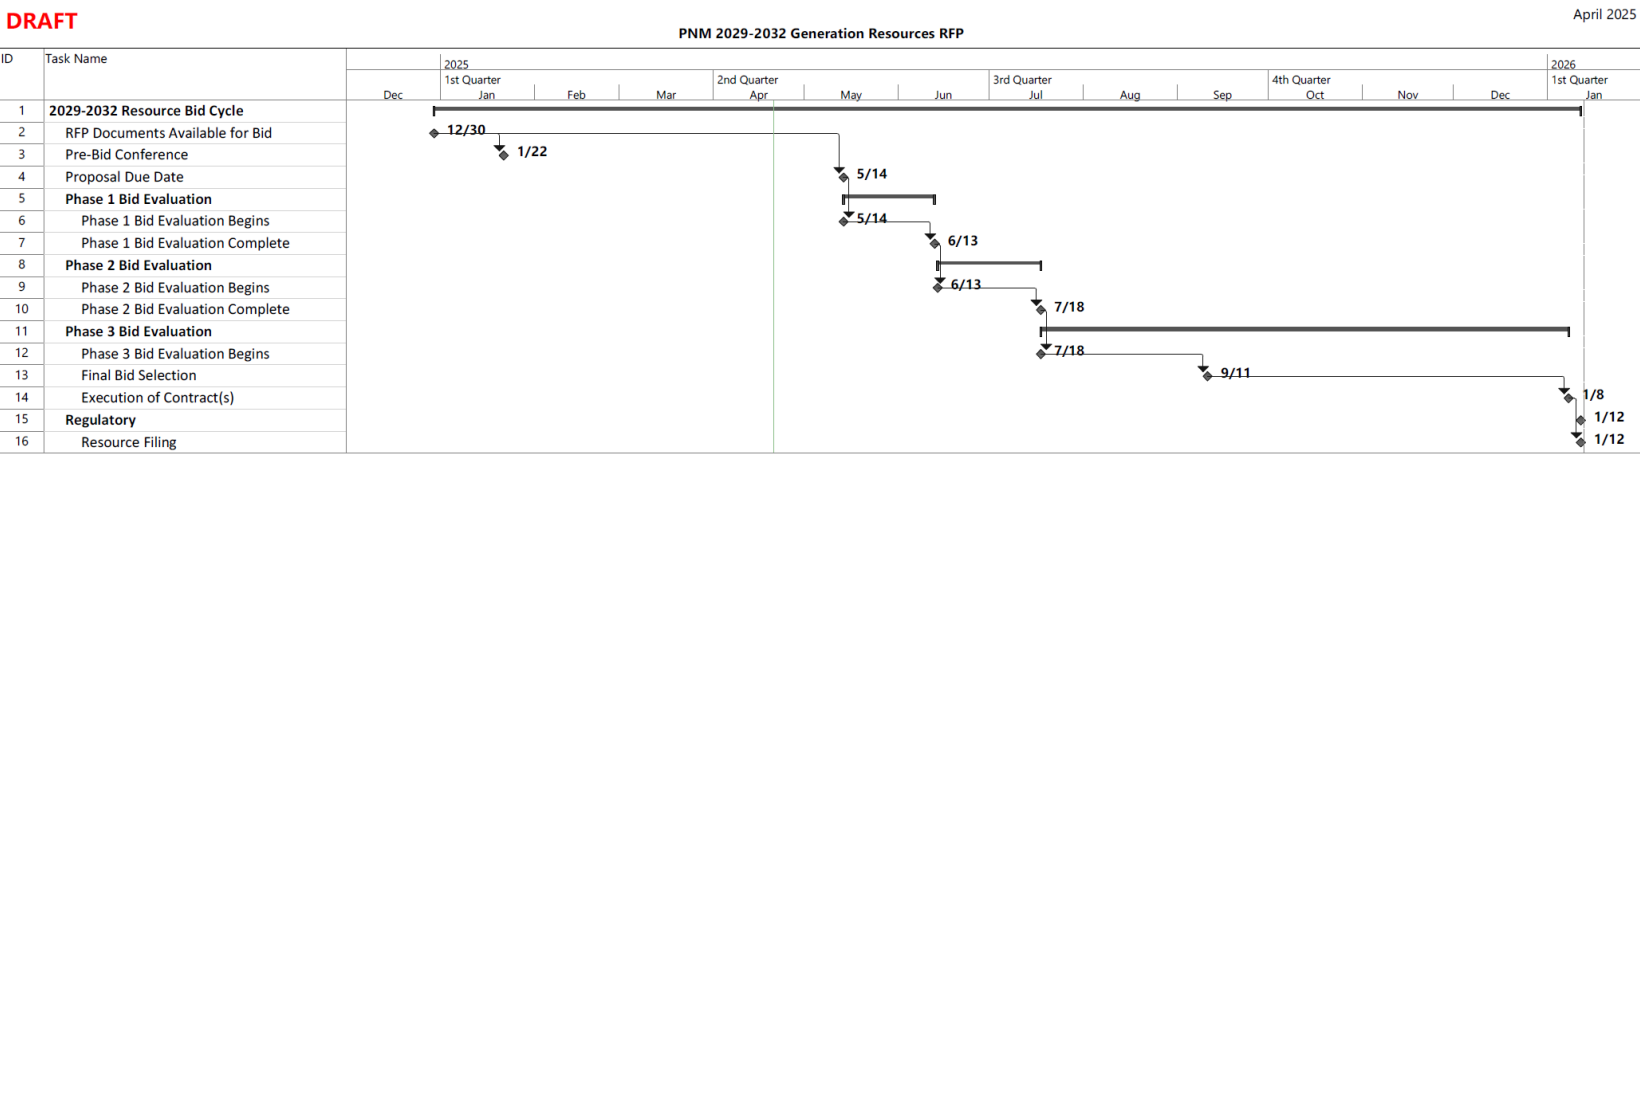 DRAFT
April 2025
PNM 2029-2032 Generation Resources RFP
ID Task Name
2025 2026
1st Quarter 2nd Quarter 3rd Quarter 4th Quarter 1st Quarter
Dec Jan Feb Mar Apr May Jun Jul Aug Sep Oct Nov Dec Jan
1 2029-2032 Resource Bid Cycle
2 RFP Documents Available for Bid 12/30
3 Pre-Bid Conference 1/22
4 Proposal Due Date 5/14
5 Phase 1 Bid Evaluation
6 Phase 1 Bid Evaluation Begins 5/14
7 Phase 1 Bid Evaluation Complete 6/13
8 Phase 2 Bid Evaluation
9 Phase 2 Bid Evaluation Begins 6/13
10 Phase 2 Bid Evaluation Complete 7/18
11 Phase 3 Bid Evaluation
12 Phase 3 Bid Evaluation Begins 7/18
13 Final Bid Selection 9/11
14 Execution of Contract(s) 1/8
15 Regulatory 1/12
16 Resource Filing 1/12